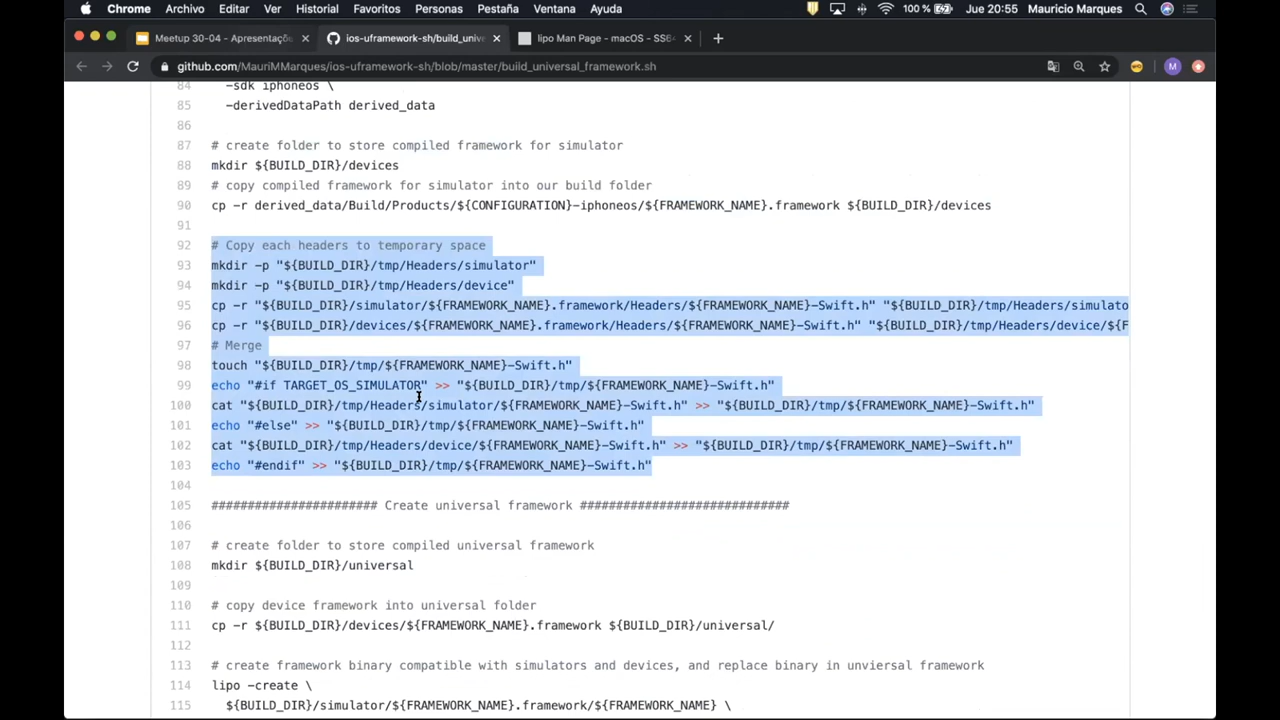 Chrome Archivo Editar Ver Historial Favoritos Personas Pestaña Ventana Ayuda 100 % Jue 20:55 Mauricio Marques
Meetup 30-04 - Apresentaçõ × ios-uframework-sh/build_unive × lipo Man Page - macOS - SS64 × +
github.com/MauriMMarques/ios-uframework-sh/blob/master/build_universal_framework.sh M
84 -sdk iphoneos \
85 -derivedDataPath derived_data
86
87 # create folder to store compiled framework for simulator
88 mkdir ${BUILD_DIR}/devices
89 # copy compiled framework for simulator into our build folder
90 cp -r derived_data/Build/Products/${CONFIGURATION}-iphoneos/${FRAMEWORK_NAME}.framework ${BUILD_DIR}/devices
91
92 # Copy each headers to temporary space
93 mkdir -p "${BUILD_DIR}/tmp/Headers/simulator"
94 mkdir -p "${BUILD_DIR}/tmp/Headers/device"
95 cp -r "${BUILD_DIR}/simulator/${FRAMEWORK_NAME}.framework/Headers/${FRAMEWORK_NAME}-Swift.h" "${BUILD_DIR}/tmp/Headers/simulato
96 cp -r "${BUILD_DIR}/devices/${FRAMEWORK_NAME}.framework/Headers/${FRAMEWORK_NAME}-Swift.h" "${BUILD_DIR}/tmp/Headers/device/${F
97 # Merge
98 touch "${BUILD_DIR}/tmp/${FRAMEWORK_NAME}-Swift.h"
99 echo "#if TARGET_OS_SIMULATOR" >> "${BUILD_DIR}/tmp/${FRAMEWORK_NAME}-Swift.h"
100 cat "${BUILD_DIR}/tmp/Headers/simulator/${FRAMEWORK_NAME}-Swift.h" >> "${BUILD_DIR}/tmp/${FRAMEWORK_NAME}-Swift.h"
101 echo "#else" >> "${BUILD_DIR}/tmp/${FRAMEWORK_NAME}-Swift.h"
102 cat "${BUILD_DIR}/tmp/Headers/device/${FRAMEWORK_NAME}-Swift.h" >> "${BUILD_DIR}/tmp/${FRAMEWORK_NAME}-Swift.h"
103 echo "#endif" >> "${BUILD_DIR}/tmp/${FRAMEWORK_NAME}-Swift.h"
104
105 ####################### Create universal framework #############################
106
107 # create folder to store compiled universal framework
108 mkdir ${BUILD_DIR}/universal
109
110 # copy device framework into universal folder
111 cp -r ${BUILD_DIR}/devices/${FRAMEWORK_NAME}.framework ${BUILD_DIR}/universal/
112
113 # create framework binary compatible with simulators and devices, and replace binary in unviersal framework
114 lipo -create \
115 ${BUILD_DIR}/simulator/${FRAMEWORK_NAME}.framework/${FRAMEWORK_NAME} \